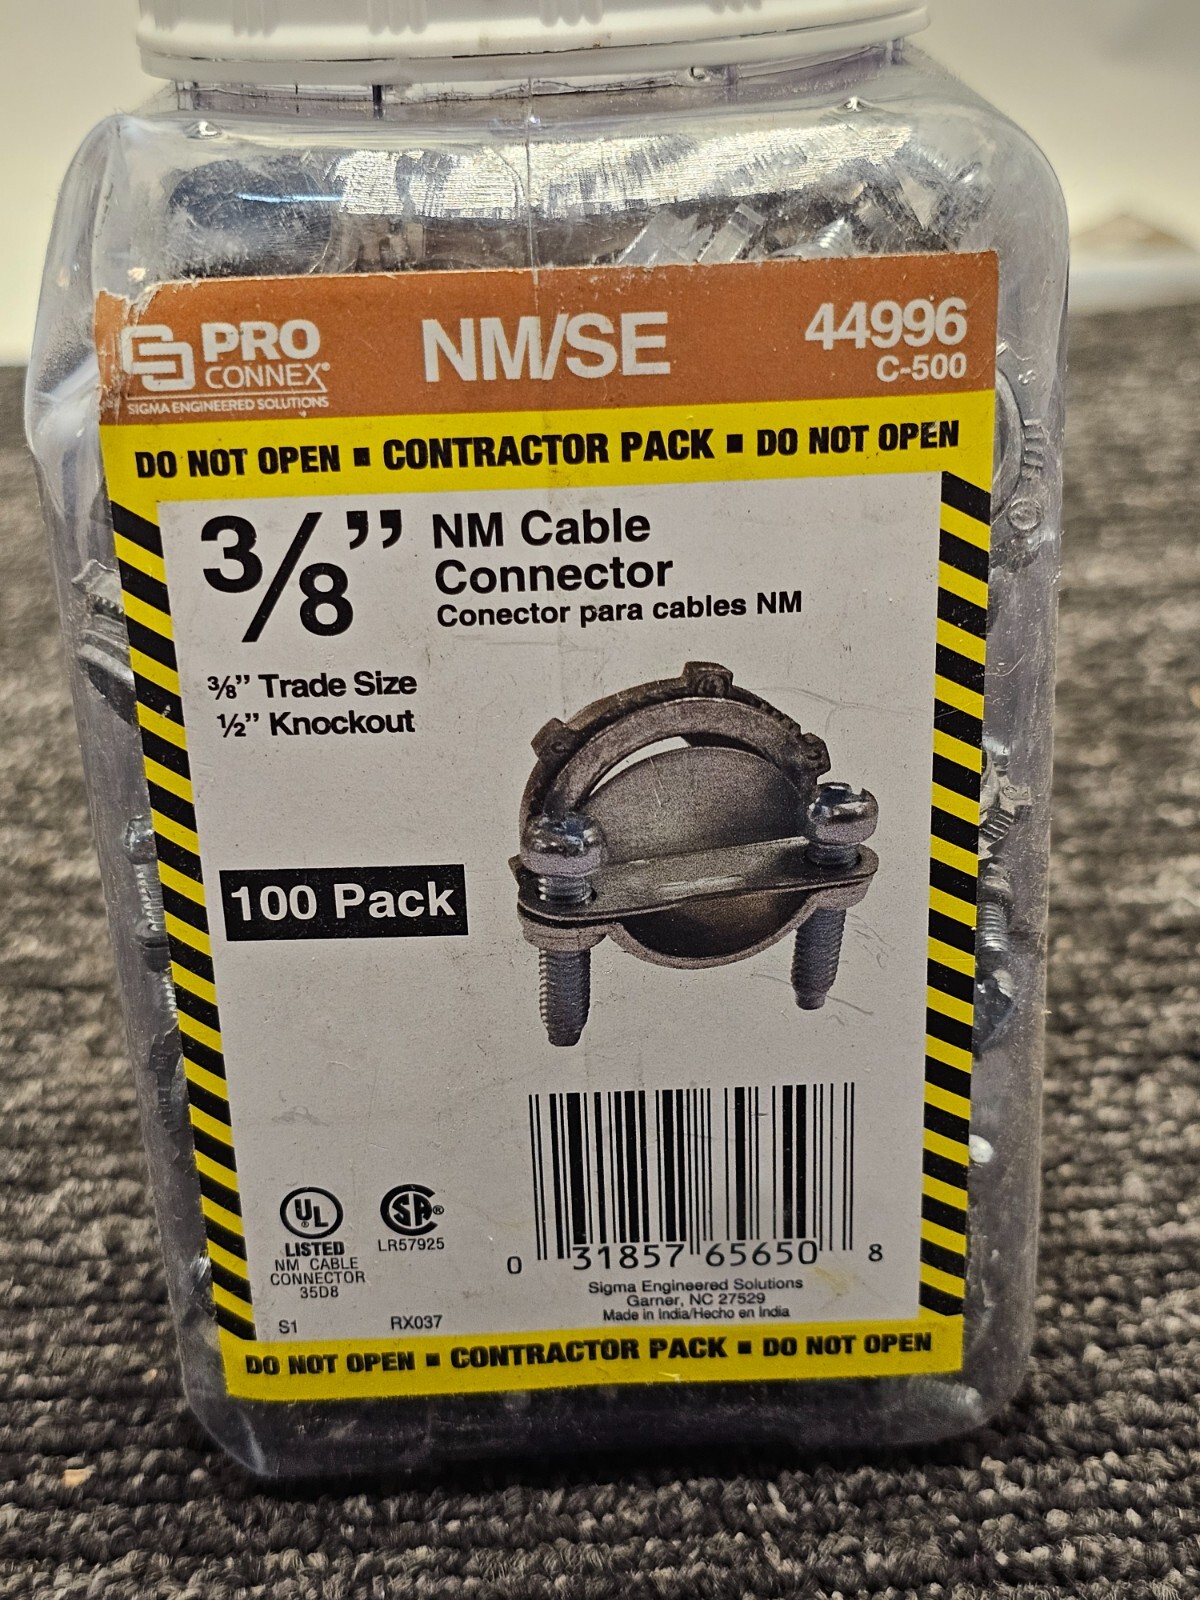 PRO
CONNEX®
SIGMA ENGINEERED SOLUTIONS
NM/SE
44996
C-500
DO NOT OPEN ▪ CONTRACTOR PACK ▪ DO NOT OPEN
3/8”
NM Cable
Connector
Conector para cables NM
3/8” Trade Size
1/2” Knockout
100 Pack
UL
LISTED
NM CABLE
CONNECTOR
35D8
SA®
LR57925
S1
RX037
0 31857 65650 8
Sigma Engineered Solutions
Garner, NC 27529
Made in India/Hecho en India
DO NOT OPEN ▪ CONTRACTOR PACK ▪ DO NOT OPEN